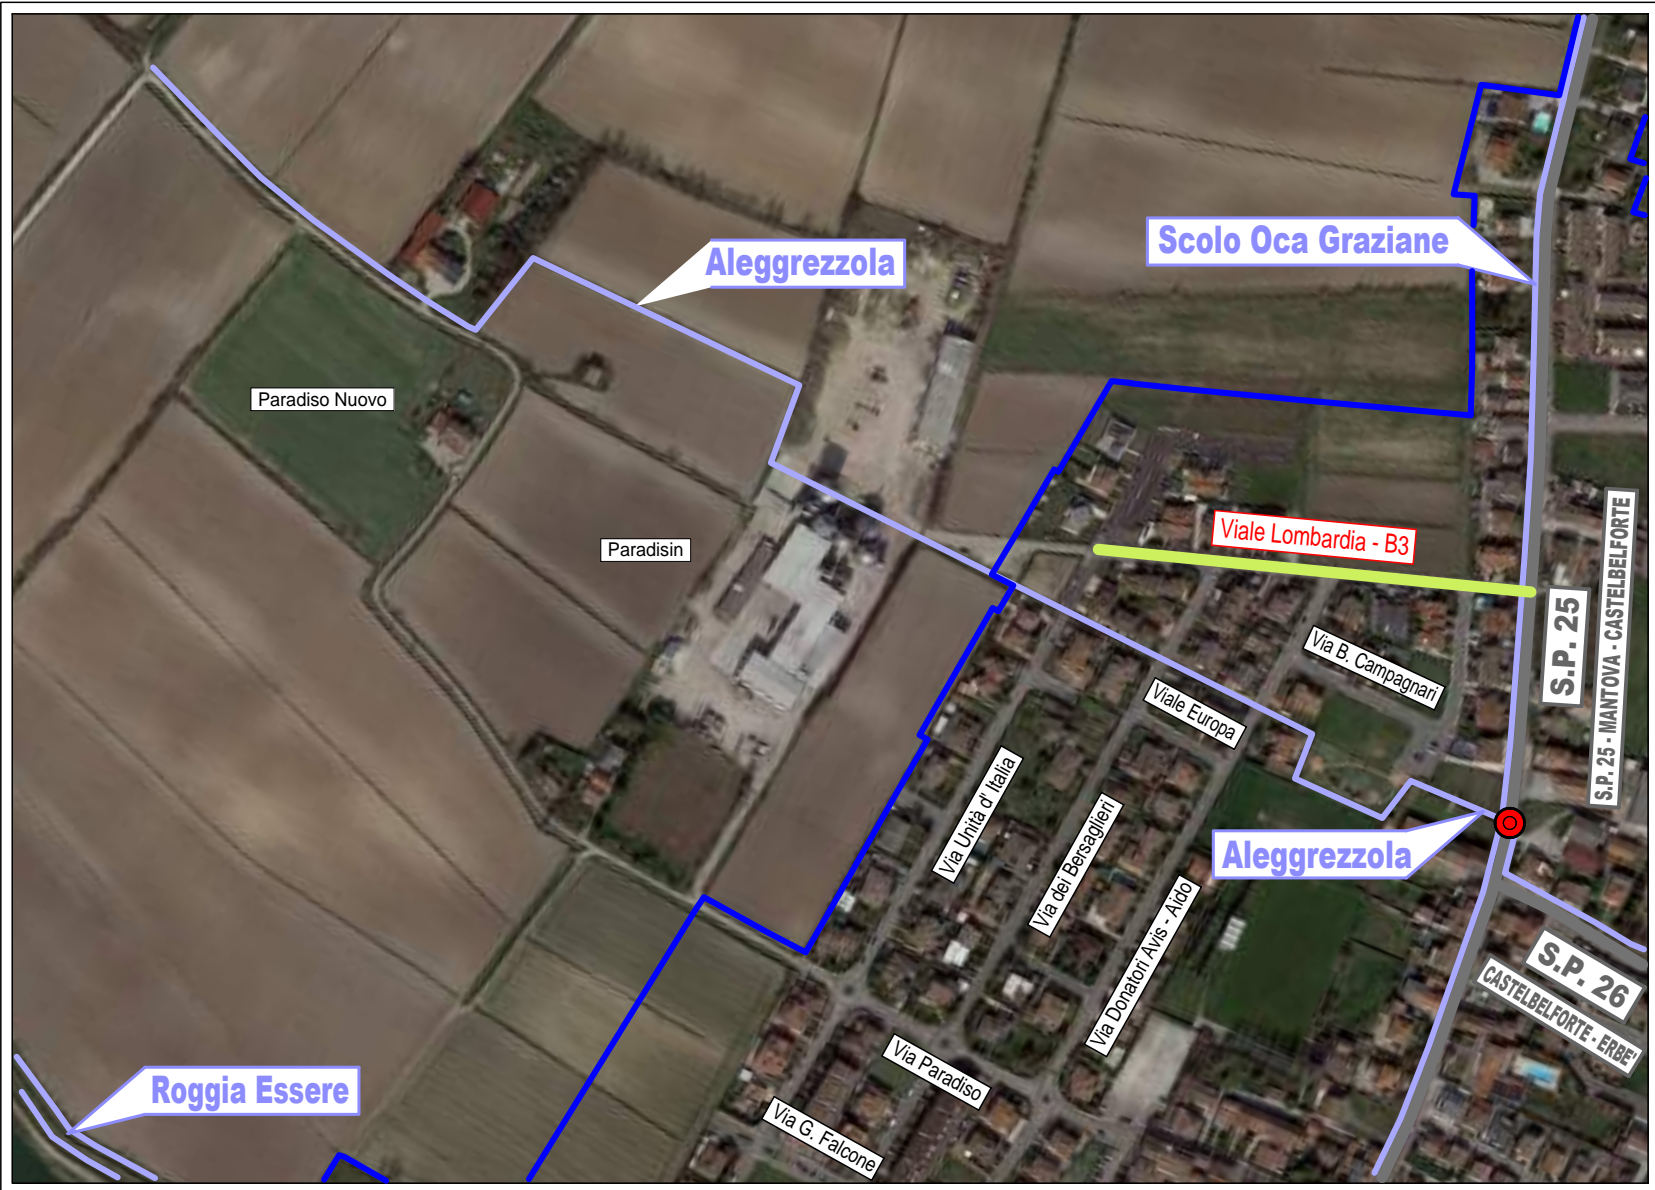 Scolo Oca Graziane
Aleggrezzola
Paradiso Nuovo
Viale Lombardia - B3
Paradisin
S.P. 25
S.P. 25 - MANTOVA - CASTELBELFORTE
Via B. Campagnari
Viale Europa
Via Unità d' Italia
Via dei Bersaglieri
Aleggrezzola
Via Donatori Avis - Aido
S.P. 26
CASTELBELFORTE - ERBE'
Via Paradiso
Roggia Essere
Via G. Falcone